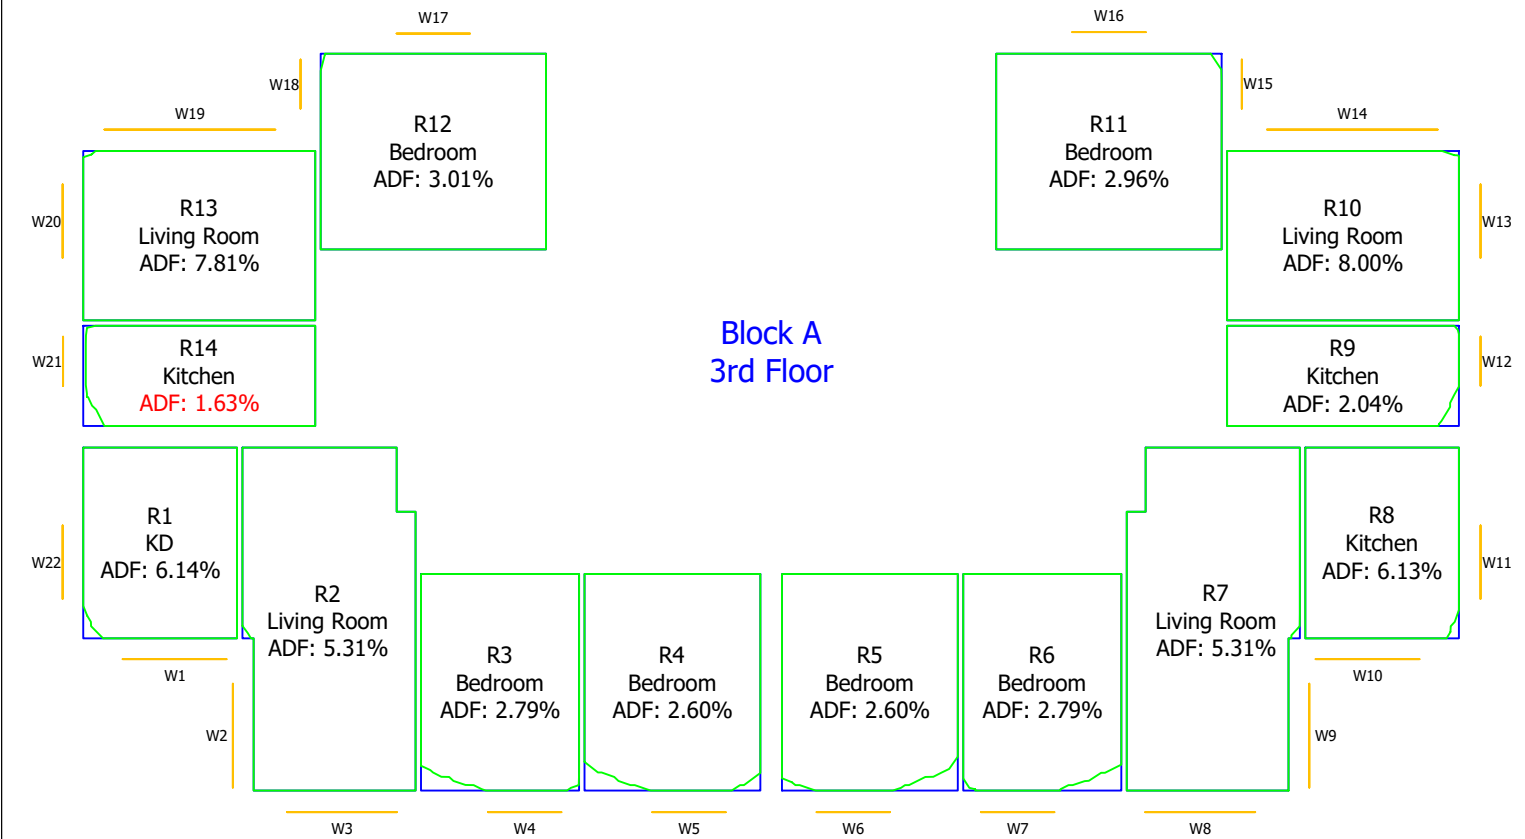 W17
W16
W18
W15
W19
W14
R12
Bedroom
ADF: 3.01%
R11
Bedroom
ADF: 2.96%
W20
R13
Living Room
ADF: 7.81%
R10
Living Room
ADF: 8.00%
W13
Block A
3rd Floor
W21
R14
Kitchen
ADF: 1.63%
R9
Kitchen
ADF: 2.04%
W12
W22
R1
KD
ADF: 6.14%
R2
Living Room
ADF: 5.31%
R7
Living Room
ADF: 5.31%
R8
Kitchen
ADF: 6.13%
W11
W1
W10
R3
Bedroom
ADF: 2.79%
R4
Bedroom
ADF: 2.60%
R5
Bedroom
ADF: 2.60%
R6
Bedroom
ADF: 2.79%
W2
W9
W3
W4
W5
W6
W7
W8